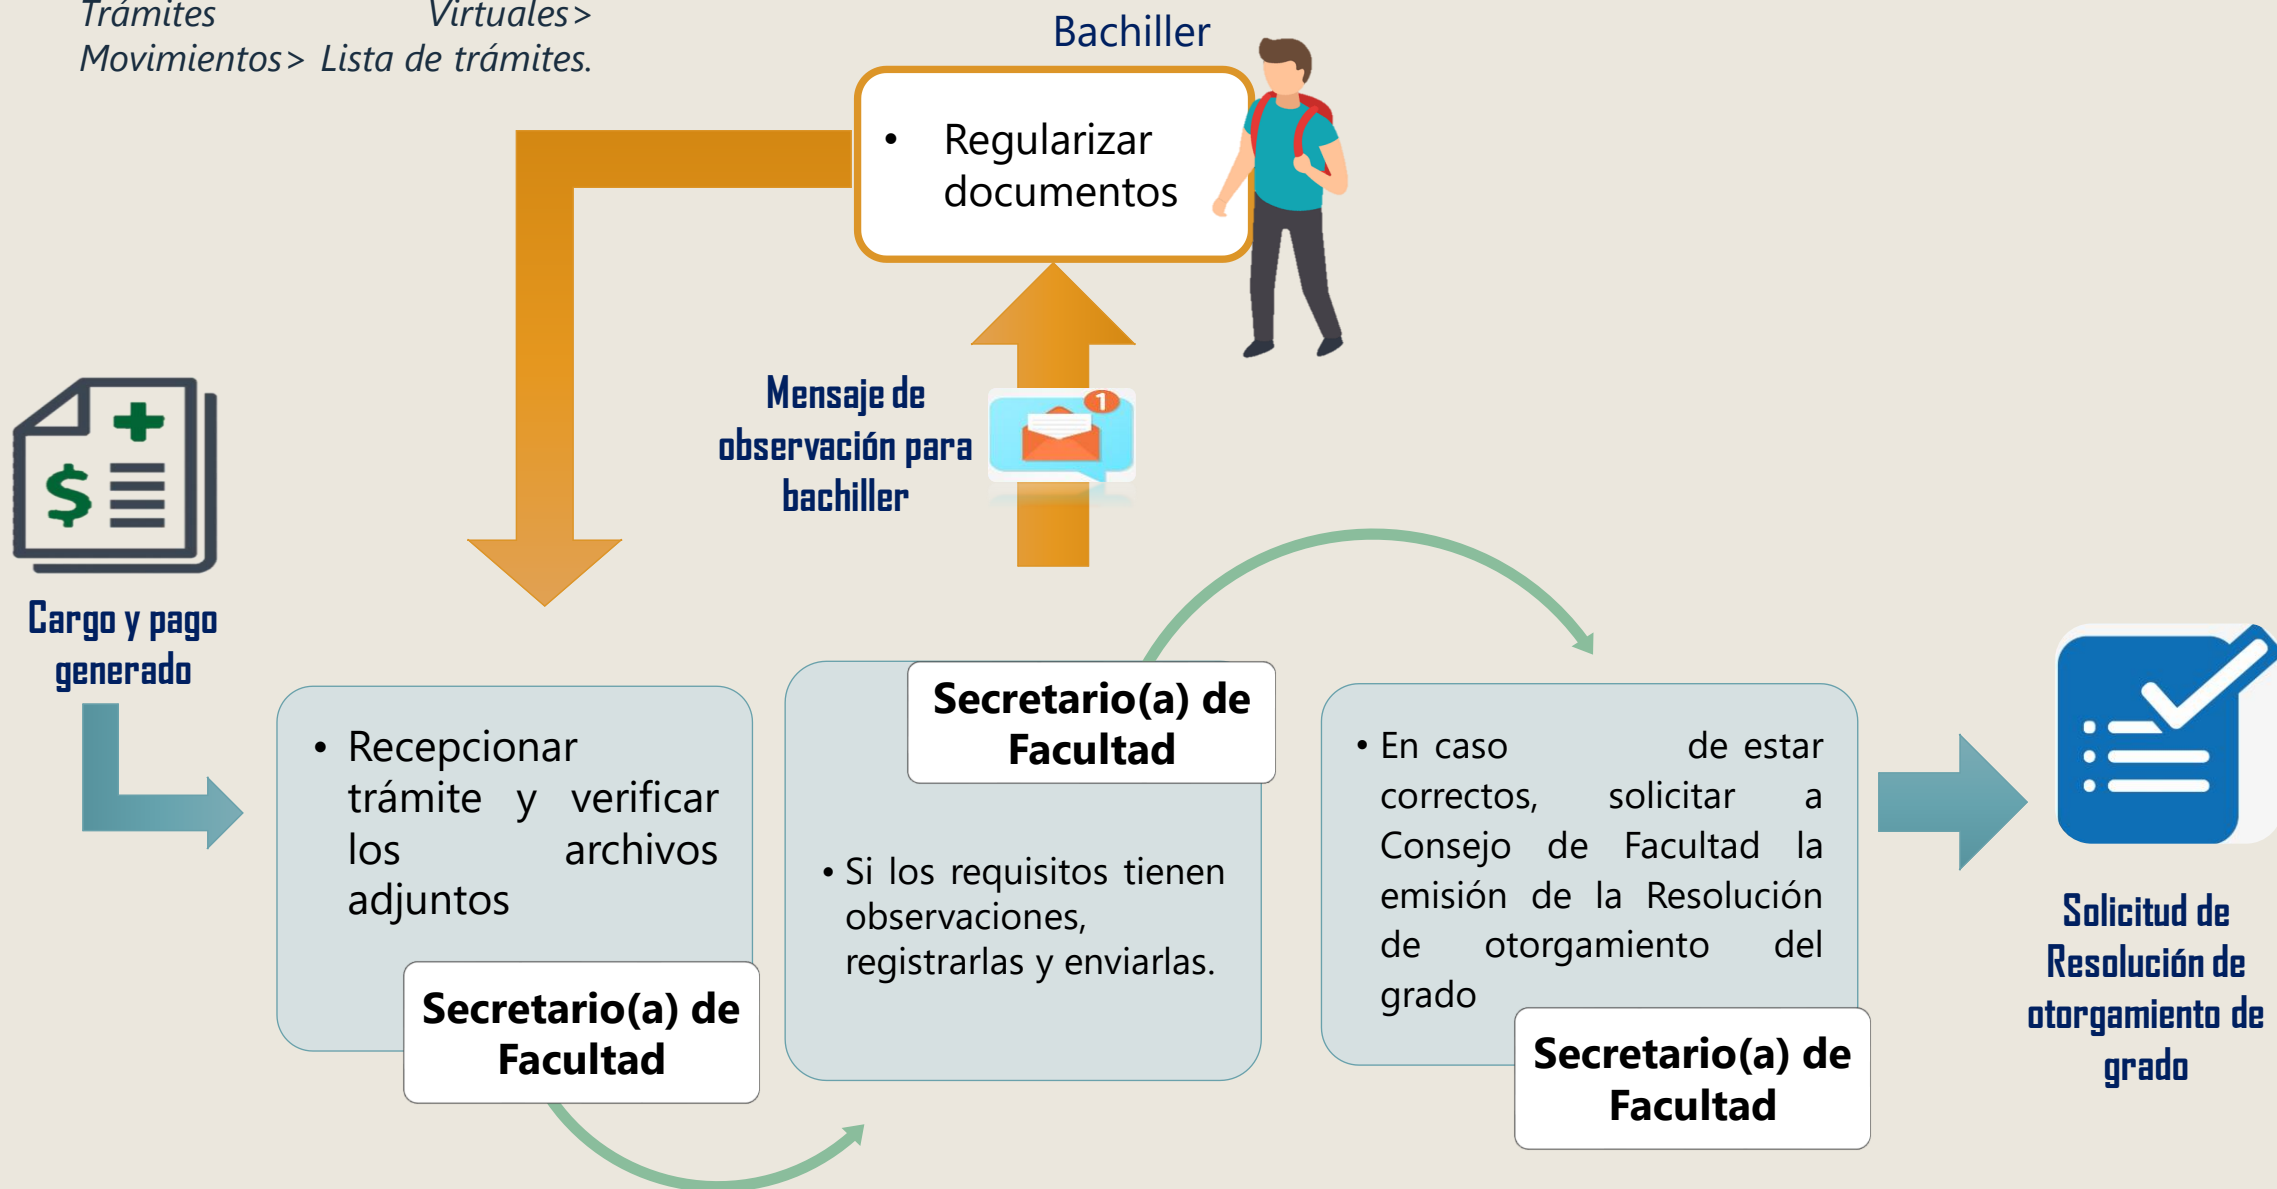 Trámites Virtuales>
Movimientos> Lista de trámites.
Bachiller
• Regularizar
documentos
Mensaje de
observación para
bachiller
1
$
Cargo y pago
generado
• Recepcionar
trámite y verificar
los archivos
adjuntos
Secretario(a) de
Facultad
Secretario(a) de
Facultad
• Si los requisitos tienen
observaciones,
registrarlas y enviarlas.
• En caso de estar
correctos, solicitar a
Consejo de Facultad la
emisión de la Resolución
de otorgamiento del
grado
Secretario(a) de
Facultad
Solicitud de
Resolución de
otorgamiento de
grado